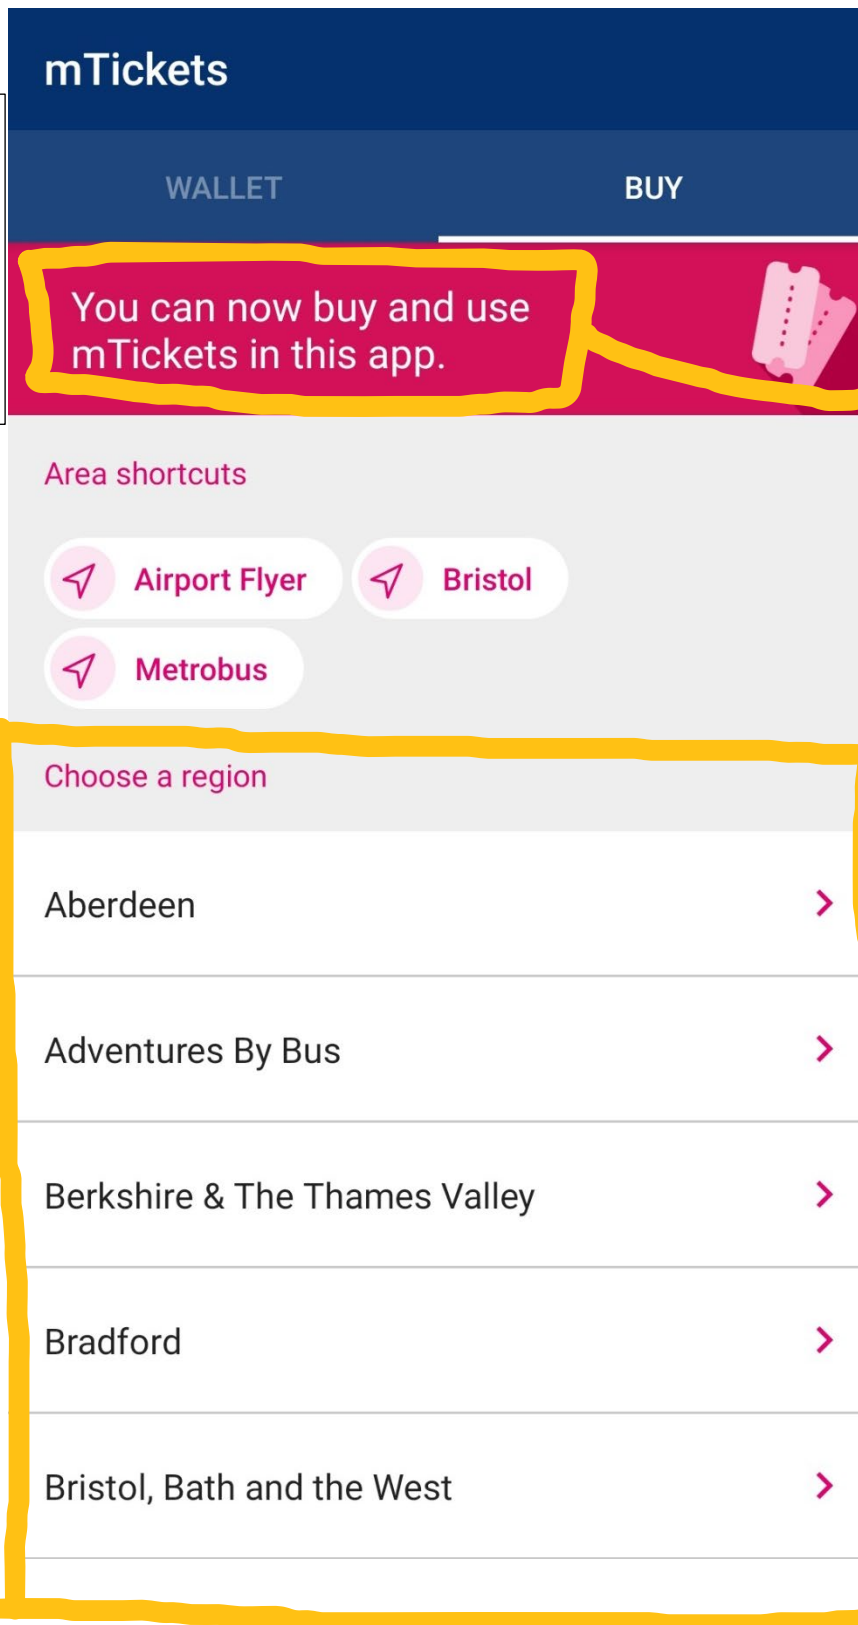 mTickets
WALLET
BUY
You can now buy and use
mTickets in this app.
Area shortcuts
Airport Flyer
Bristol
Metrobus
Choose a region
Aberdeen
Adventures By Bus
Berkshire & The Thames Valley
Bradford
Bristol, Bath and the West